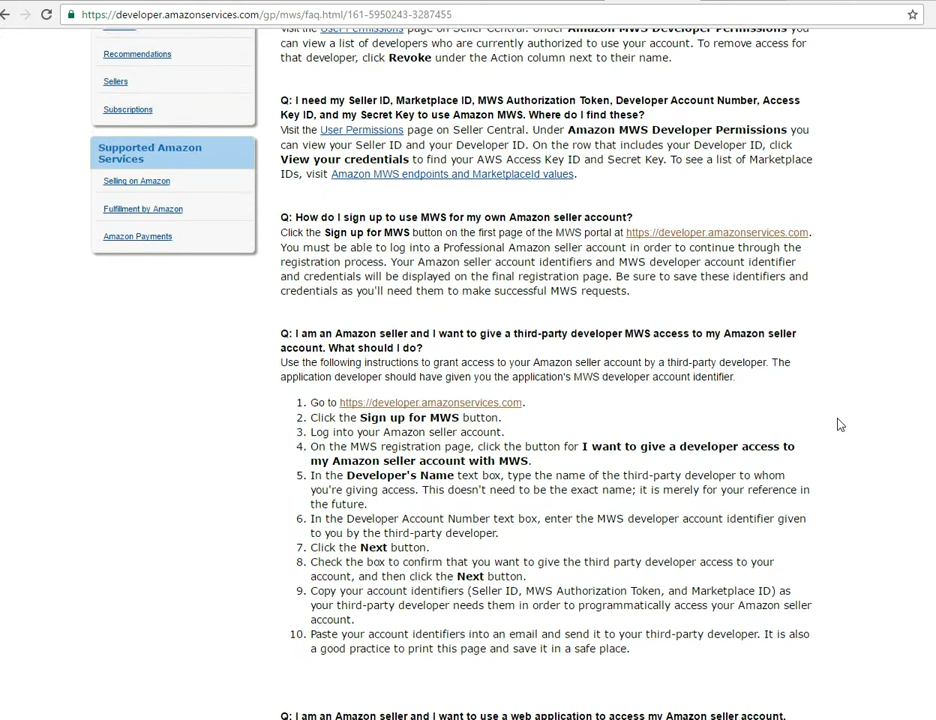 https://developer.amazonservices.com/gp/mws/faq.html/161-5950243-3287455
Recommendations
Sellers
Subscriptions
Supported Amazon
Services
Selling on Amazon
Fulfillment by Amazon
Amazon Payments
Visit the User Permissions page on Seller Central. Under Amazon MWS Developer Permissions you
can view a list of developers who are currently authorized to use your account. To remove access for
that developer, click Revoke under the Action column next to their name.
Q: I need my Seller ID, Marketplace ID, MWS Authorization Token, Developer Account Number, Access
Key ID, and my Secret Key to use Amazon MWS. Where do I find these?
Visit the User Permissions page on Seller Central. Under Amazon MWS Developer Permissions you
can view your Seller ID and your Developer ID. On the row that includes your Developer ID, click
View your credentials to find your AWS Access Key ID and Secret Key. To see a list of Marketplace
IDs, visit Amazon MWS endpoints and MarketplaceId values.
Q: How do I sign up to use MWS for my own Amazon seller account?
Click the Sign up for MWS button on the first page of the MWS portal at https://developer.amazonservices.com.
You must be able to log into a Professional Amazon seller account in order to continue through the
registration process. Your Amazon seller account identifiers and MWS developer account identifier
and credentials will be displayed on the final registration page. Be sure to save these identifiers and
credentials as you'll need them to make successful MWS requests.
Q: I am an Amazon seller and I want to give a third-party developer MWS access to my Amazon seller
account. What should I do?
Use the following instructions to grant access to your Amazon seller account by a third-party developer. The
application developer should have given you the application's MWS developer account identifier.
1. Go to https://developer.amazonservices.com.
2. Click the Sign up for MWS button.
3. Log into your Amazon seller account.
4. On the MWS registration page, click the button for I want to give a developer access to
my Amazon seller account with MWS.
5. In the Developer's Name text box, type the name of the third-party developer to whom
you're giving access. This doesn't need to be the exact name; it is merely for your reference in
the future.
6. In the Developer Account Number text box, enter the MWS developer account identifier given
to you by the third-party developer.
7. Click the Next button.
8. Check the box to confirm that you want to give the third party developer access to your
account, and then click the Next button.
9. Copy your account identifiers (Seller ID, MWS Authorization Token, and Marketplace ID) as
your third-party developer needs them in order to programmatically access your Amazon seller
account.
10. Paste your account identifiers into an email and send it to your third-party developer. It is also
a good practice to print this page and save it in a safe place.
Q: I am an Amazon seller and I want to use a web application to access my Amazon seller account.